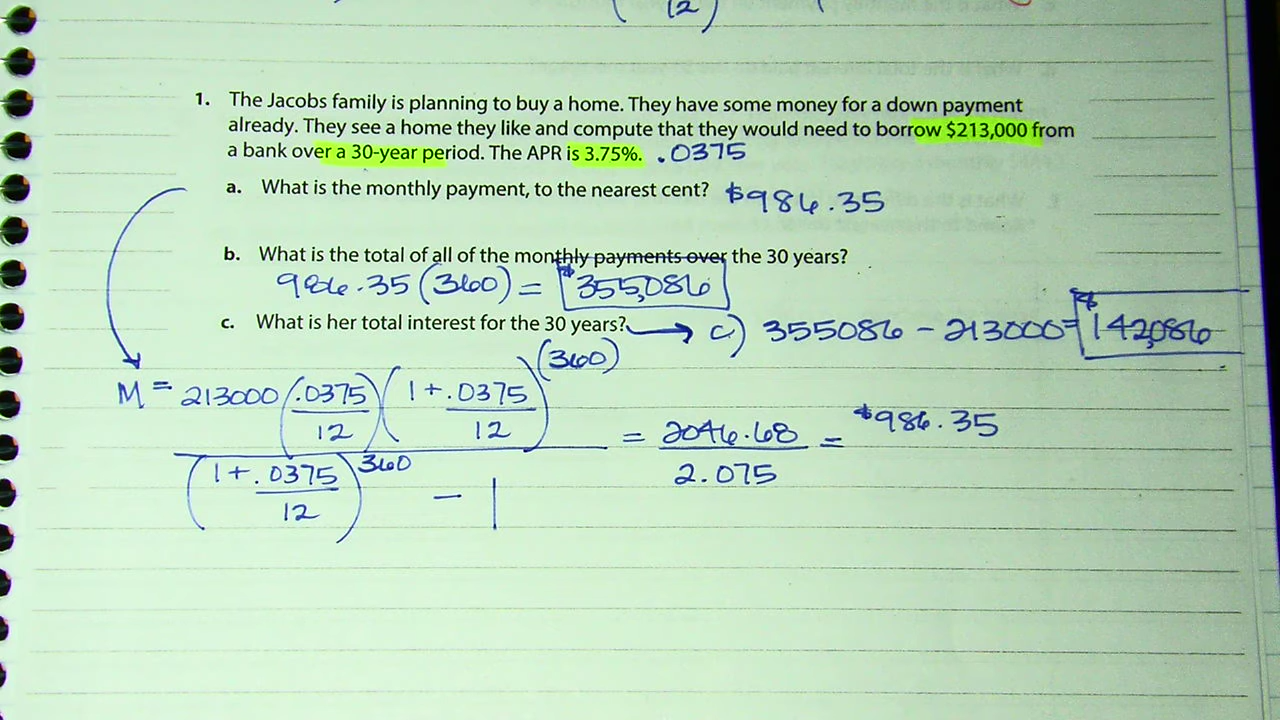 12
1. The Jacobs family is planning to buy a home. They have some money for a down payment
already. They see a home they like and compute that they would need to borrow $213,000 from
a bank over a 30-year period. The APR is 3.75%. .0375
a. What is the monthly payment, to the nearest cent? $986.35
b. What is the total of all of the monthly payments over the 30 years?
986.35(360) = $355,086
c. What is her total interest for the 30 years? → c) 355086 - 213000 = $142,086
M = 213000(.0375/12)(1+.0375/12)^(360)
(1+.0375/12)^360 - 1
= 2046.68/2.075 = $986.35